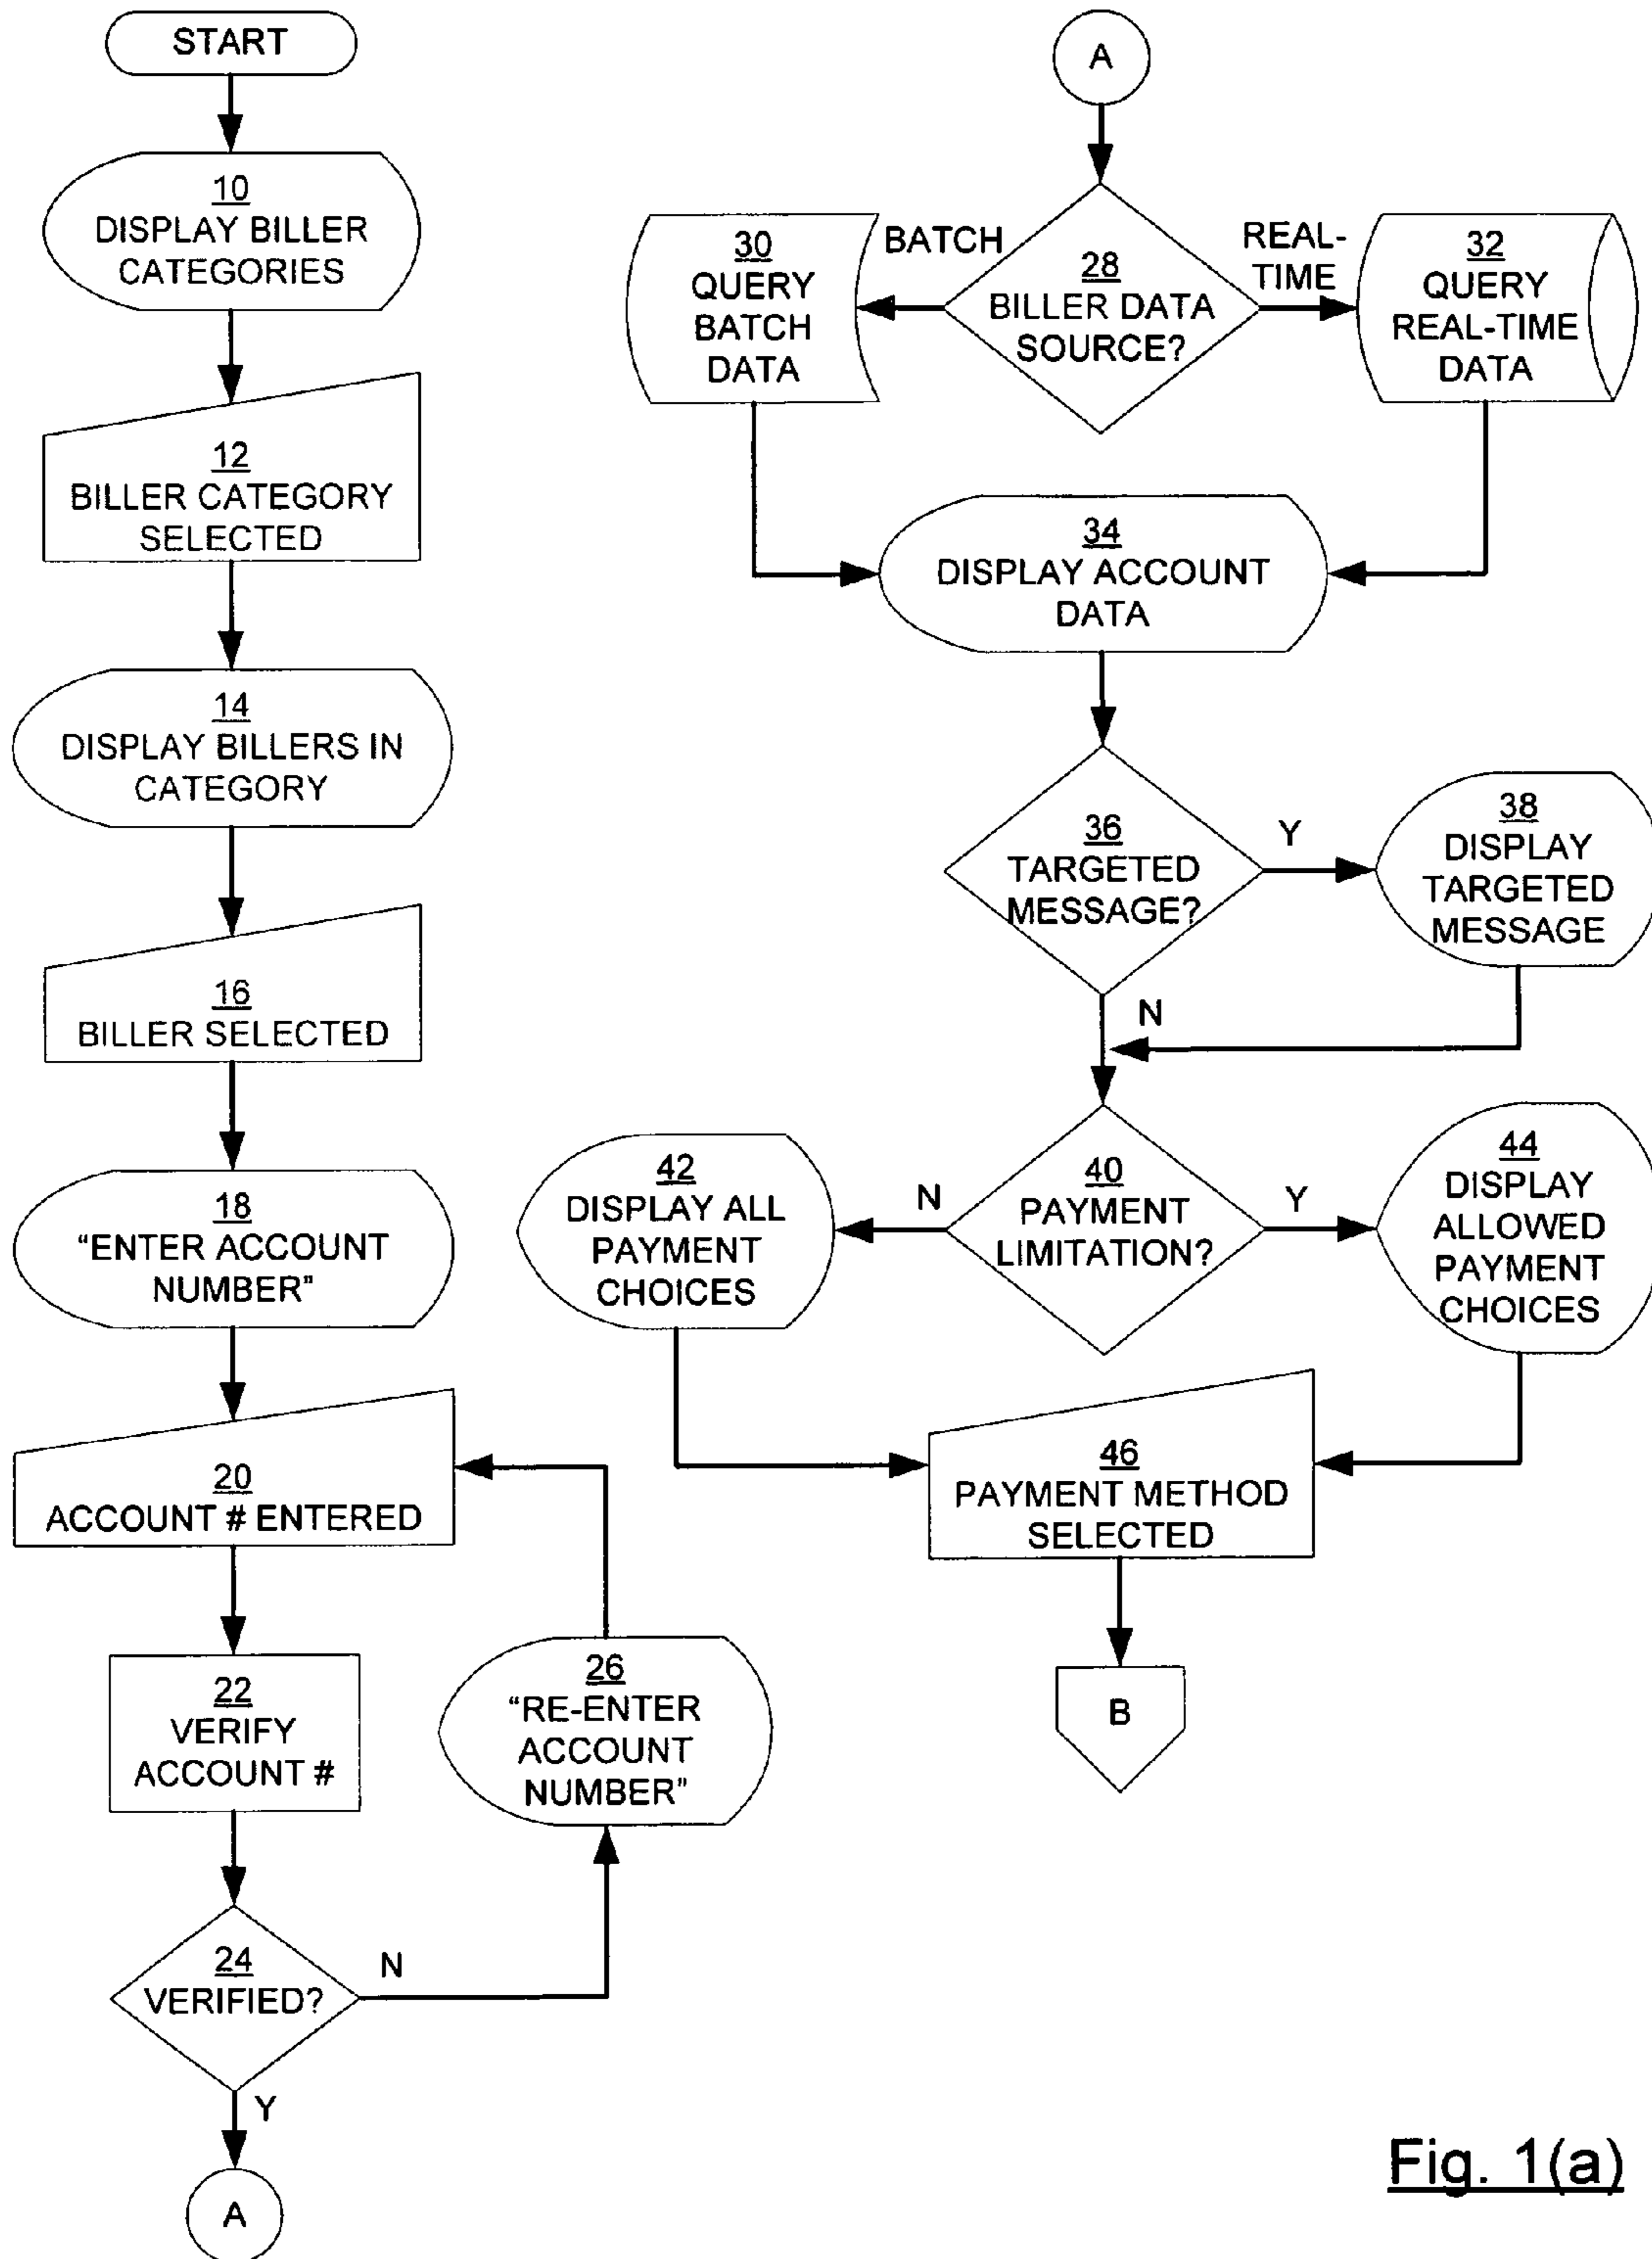 START
10
DISPLAY BILLER
CATEGORIES
12
BILLER CATEGORY
SELECTED
14
DISPLAY BILLERS IN
CATEGORY
16
BILLER SELECTED
18
“ENTER ACCOUNT
NUMBER”
20
ACCOUNT # ENTERED
22
VERIFY
ACCOUNT #
24
VERIFIED?
N
26
“RE-ENTER
ACCOUNT
NUMBER”
Y
A
A
28
BILLER DATA
SOURCE?
BATCH
30
QUERY
BATCH
DATA
REAL-
TIME
32
QUERY
REAL-TIME
DATA
34
DISPLAY ACCOUNT
DATA
36
TARGETED
MESSAGE?
Y
38
DISPLAY
TARGETED
MESSAGE
N
40
PAYMENT
LIMITATION?
N
42
DISPLAY ALL
PAYMENT
CHOICES
Y
44
DISPLAY
ALLOWED
PAYMENT
CHOICES
46
PAYMENT METHOD
SELECTED
B
Fig. 1(a)